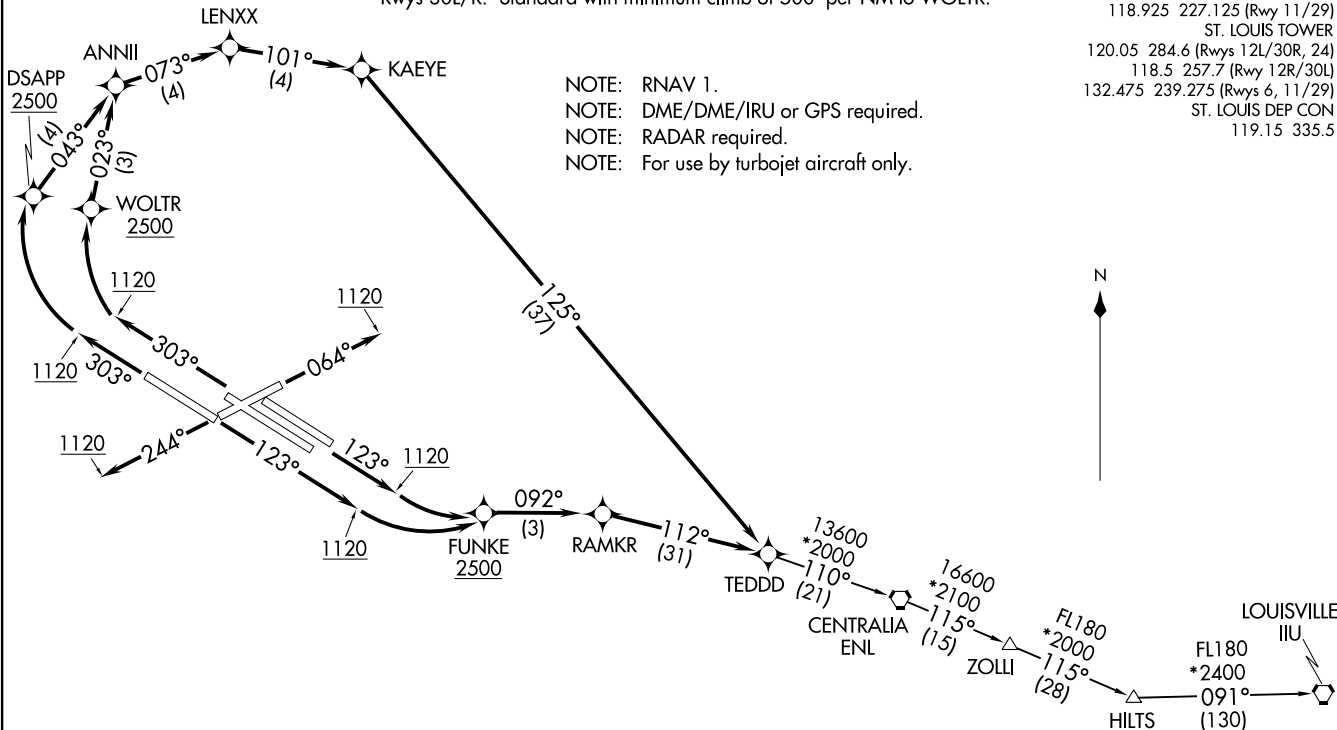 Rwys 30L/R: Standard with minimum climb of 500' per NM to WOLTR.
118.925 227.125 (Rwy 11/29)
ST. LOUIS TOWER
120.05 284.6 (Rwys 12L/30R, 24)
118.5 257.7 (Rwy 12R/30L)
132.475 239.275 (Rwys 6, 11/29)
ST. LOUIS DEP CON
119.15 335.5
NOTE: RNAV 1.
NOTE: DME/DME/IRU or GPS required.
NOTE: RADAR required.
NOTE: For use by turbojet aircraft only.
LENXX
ANNII
073°
(4)
101°
(4)
KAEYE
DSAPP
2500
(4)
043°
023°
(3)
WOLTR
2500
125°
(37)
N
1120
1120
303°
064°
1120
303°
1120
244°
123°
123°
1120
1120
FUNKE
2500
092°
(3)
RAMKR
112°
(31)
TEDDD
13600
*2000
110°
(21)
CENTRALIA
ENL
16600
*2100
115°
(15)
ZOLLI
FL180
*2000
115°
(28)
HILTS
FL180
*2400
091°
(130)
LOUISVILLE
IIU